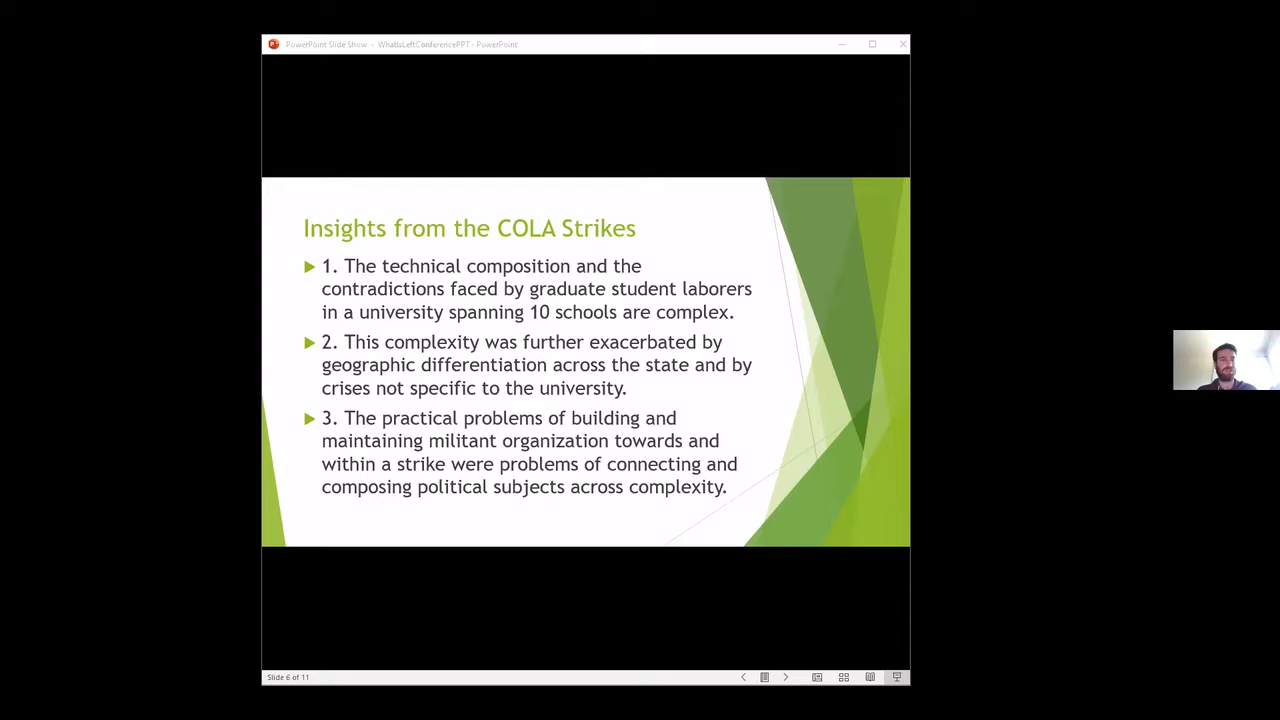 PowerPoint Slide Show - WhatIsLeftConferencePPT - PowerPoint
Insights from the COLA Strikes
1. The technical composition and the
contradictions faced by graduate student laborers
in a university spanning 10 schools are complex.
2. This complexity was further exacerbated by
geographic differentiation across the state and by
crises not specific to the university.
3. The practical problems of building and
maintaining militant organization towards and
within a strike were problems of connecting and
composing political subjects across complexity.
Slide 6 of 11